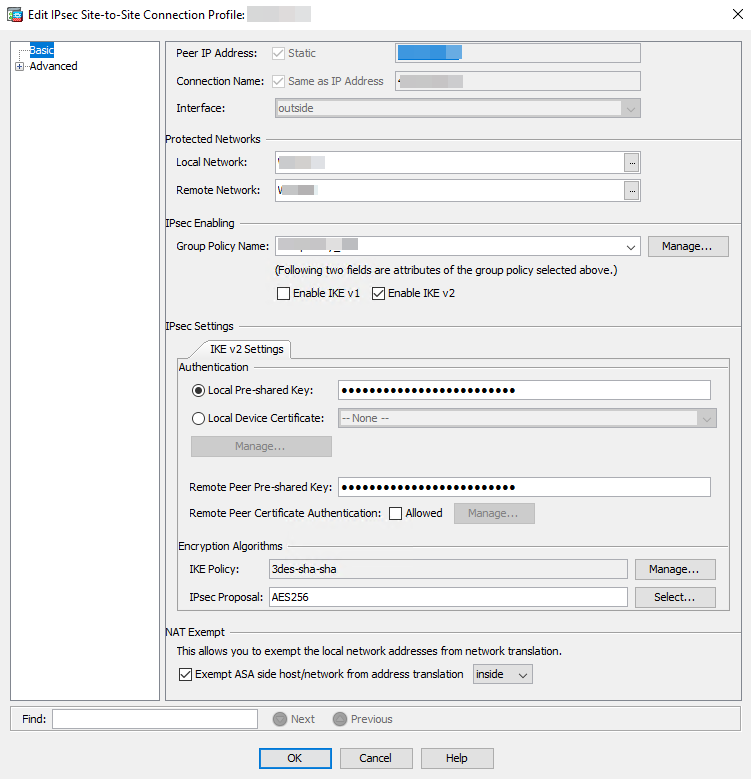 Edit IPsec Site-to-Site Connection Profile:
Basic
Advanced
Peer IP Address: Static
Connection Name: Same as IP Address
Interface: outside
Protected Networks
Local Network: ...
Remote Network: ...
IPsec Enabling
Group Policy Name: Manage...
(Following two fields are attributes of the group policy selected above.)
Enable IKE v1 Enable IKE v2
IPsec Settings
IKE v2 Settings
Authentication
Local Pre-shared Key: ●●●●●●●●●●●●●●●●●●●●●●●●●
Local Device Certificate: -- None --
Manage...
Remote Peer Pre-shared Key: ●●●●●●●●●●●●●●●●●●●●●●●●●
Remote Peer Certificate Authentication: Allowed Manage...
Encryption Algorithms
IKE Policy: 3des-sha-sha Manage...
IPsec Proposal: AES256 Select...
NAT Exempt
This allows you to exempt the local network addresses from network translation.
Exempt ASA side host/network from address translation inside
Find: Next Previous
OK Cancel Help